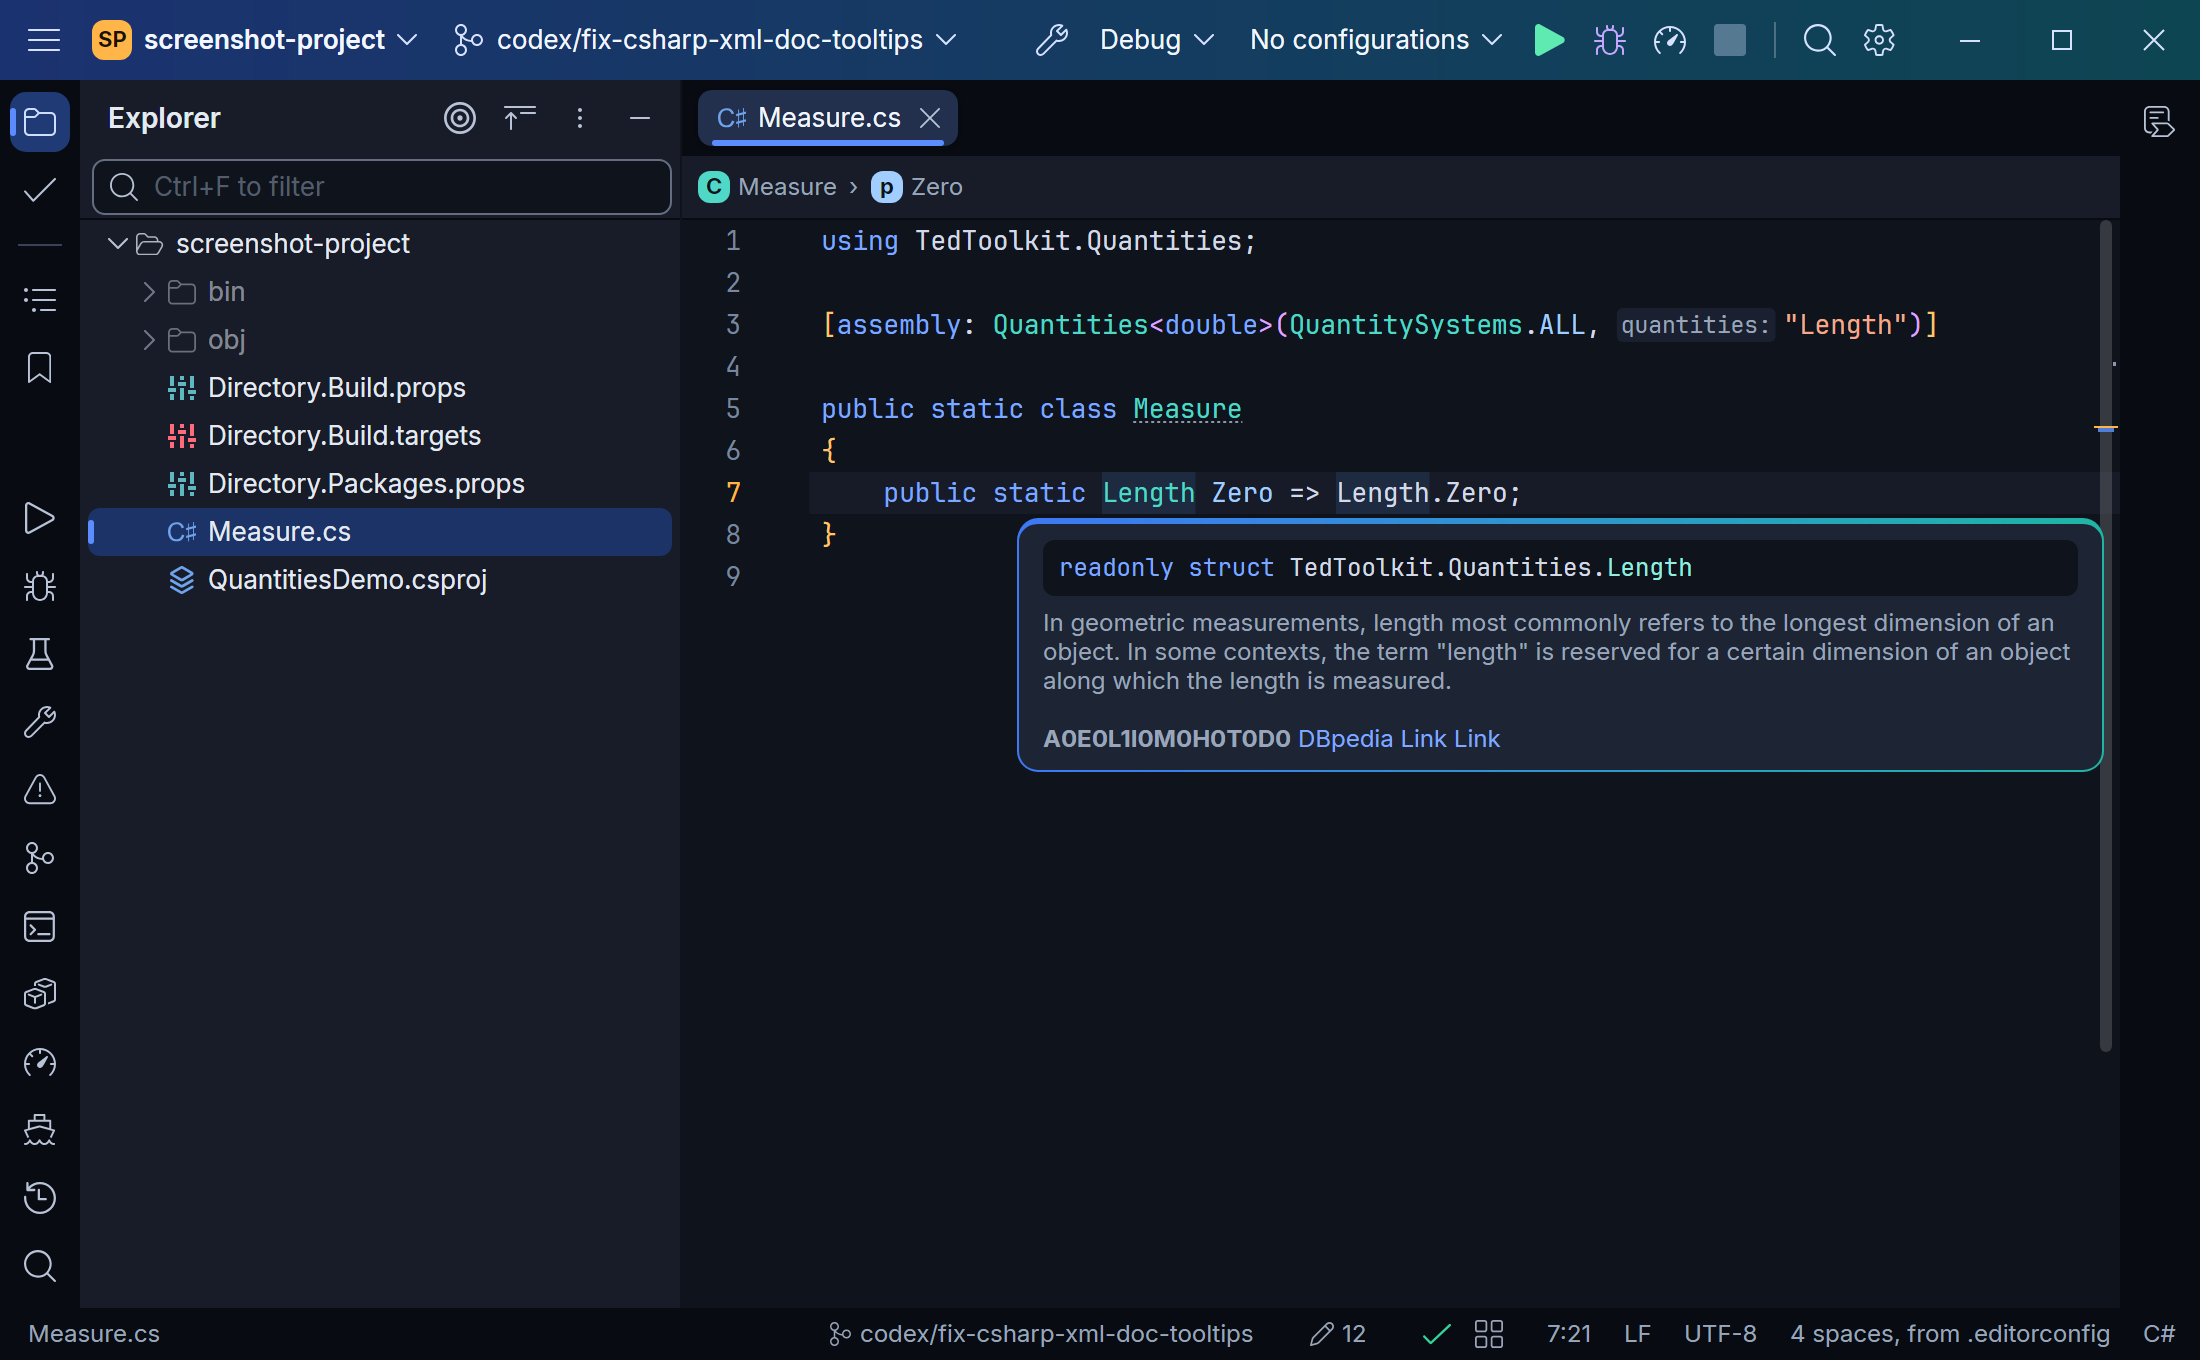 SP screenshot-project codex/fix-csharp-xml-doc-tooltips Debug No configurations
Explorer
Ctrl+F to filter
screenshot-project
bin
obj
Directory.Build.props
Directory.Build.targets
Directory.Packages.props
C# Measure.cs
QuantitiesDemo.csproj
C# Measure.cs
C Measure › p Zero
1 using TedToolkit.Quantities;
2
3 [assembly: Quantities<double>(QuantitySystems.ALL, quantities: "Length")]
4
5 public static class Measure
6 {
7 public static Length Zero => Length.Zero;
8 }
9
readonly struct TedToolkit.Quantities.Length
In geometric measurements, length most commonly refers to the longest dimension of an
object. In some contexts, the term "length" is reserved for a certain dimension of an object
along which the length is measured.
A0E0L1I0M0H0T0D0 DBpedia Link Link
Measure.cs codex/fix-csharp-xml-doc-tooltips 12 7:21 LF UTF-8 4 spaces, from .editorconfig C#